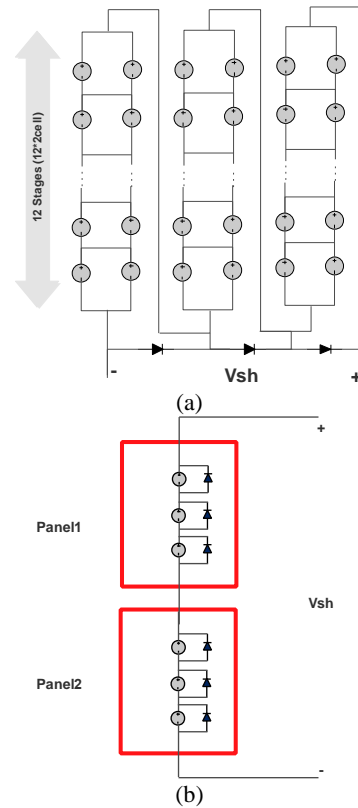 12 Stages (12*2cell)
- Vsh +
(a)
+
Panel1
Vsh
Panel2
-
(b)